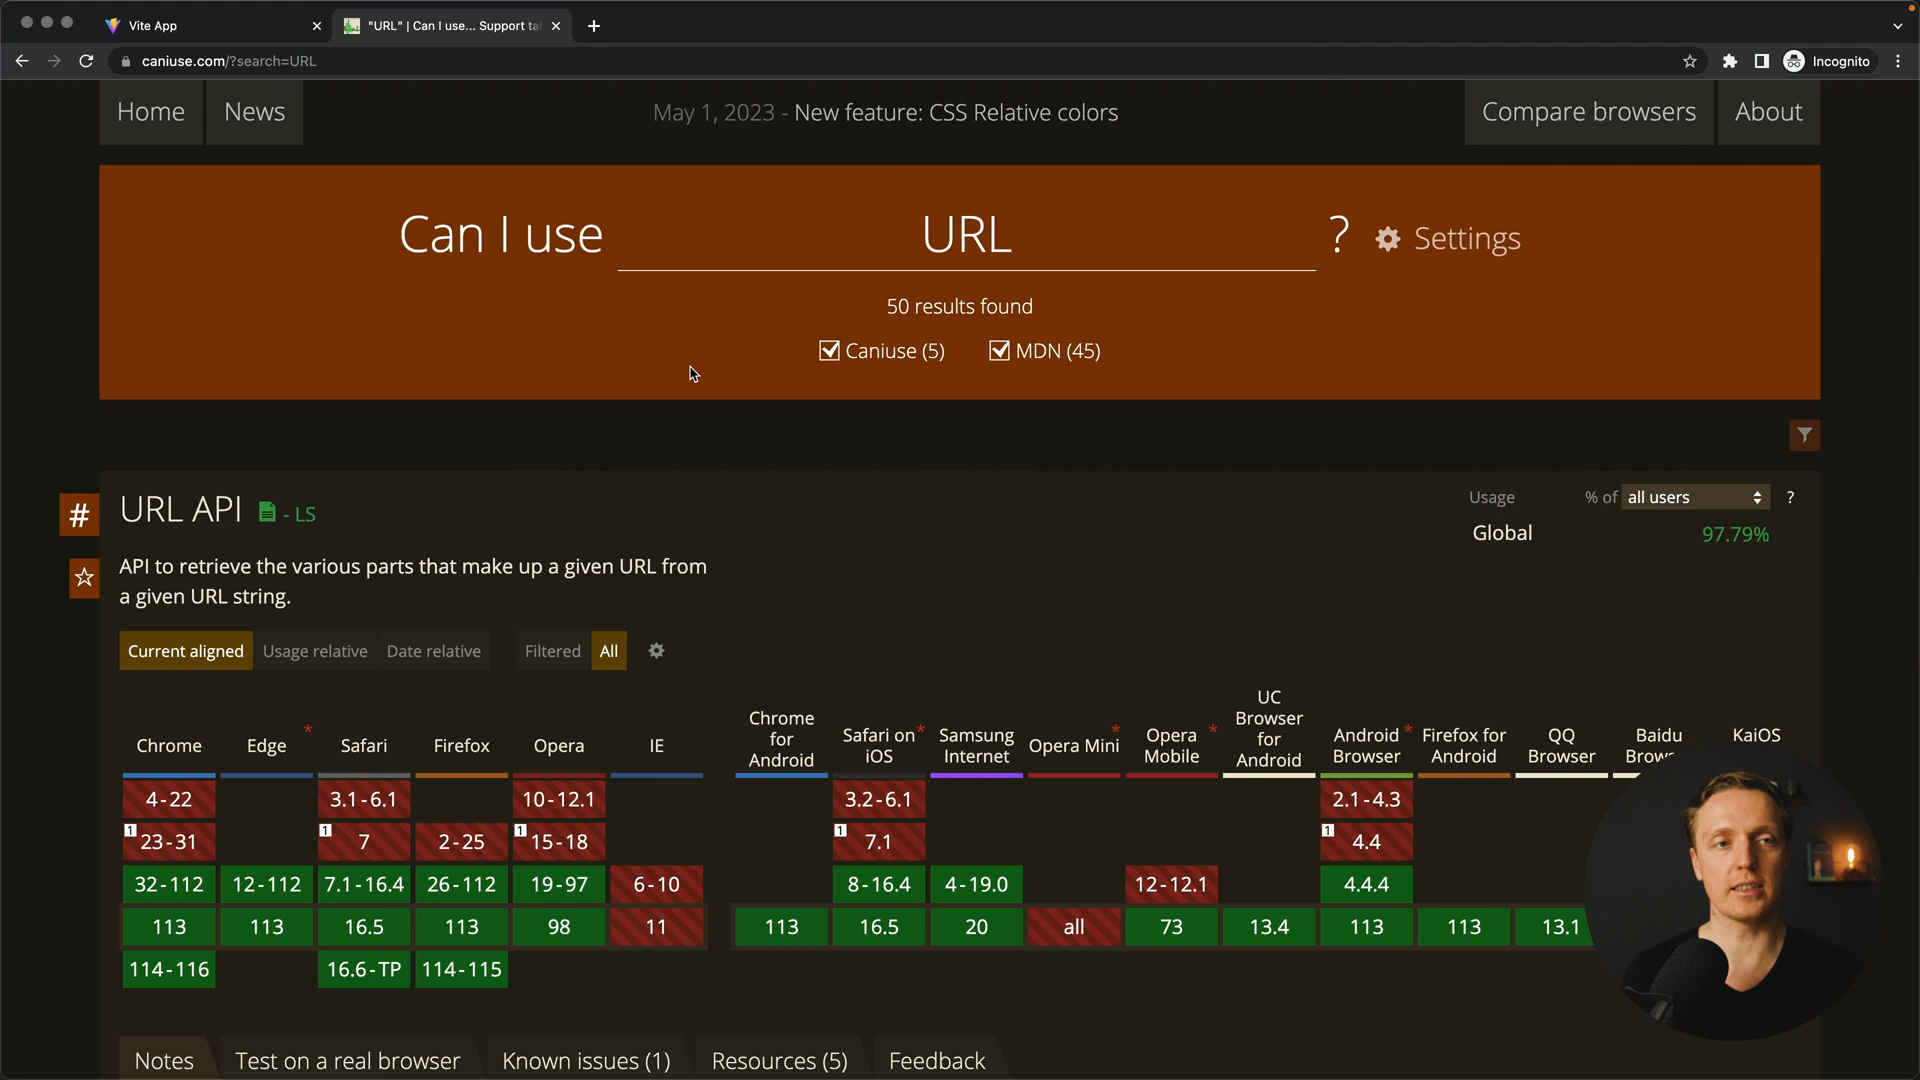 Vite App
"URL" | Can I use... Support ta
caniuse.com/?search=URL
Incognito
Home
News
May 1, 2023 - New feature: CSS Relative colors
Compare browsers
About
Can I use URL ? Settings
50 results found
Caniuse (5) MDN (45)
# URL API - LS
Usage % of all users ?
Global 97.79%
API to retrieve the various parts that make up a given URL from
a given URL string.
Current aligned Usage relative Date relative Filtered All
Chrome Edge * Safari Firefox Opera IE Chrome for Android Safari on iOS * Samsung Internet Opera Mini * Opera Mobile * UC Browser for Android Android Browser * Firefox for Android QQ Browser Baidu KaiOS
4-22 3.1-6.1 10-12.1 3.2-6.1 2.1-4.3
1 23-31 1 7 2-25 1 15-18 1 7.1 1 4.4
32-112 12-112 7.1-16.4 26-112 19-97 6-10 8-16.4 4-19.0 12-12.1 4.4.4
113 113 16.5 113 98 11 113 16.5 20 all 73 13.4 113 113 13.1
114-116 16.6-TP 114-115
Notes Test on a real browser Known issues (1) Resources (5) Feedback